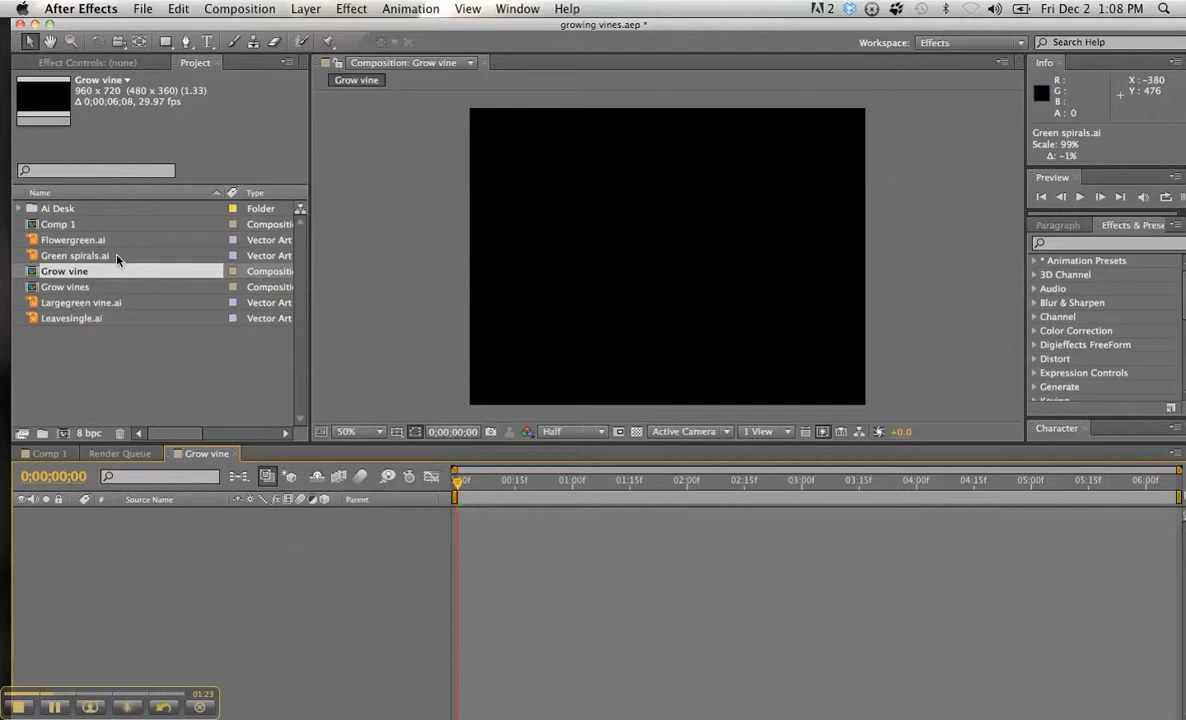 After Effects File Edit Composition Layer Effect Animation View Window Help 2 Fri Dec 2 1:08 PM
growing vines.aep *
Workspace: Effects Search Help
Effect Controls: (none) Project Composition: Grow vine Info
Grow vine
960 x 720 (480 x 360) (1.33)
Δ 0;00;06;08, 29.97 fps
Grow vine
R :
G :
B :
A : 0
X : -380
Y : 476
Green spirals.ai
Scale: 99%
Δ: -1%
Preview
Name Type
Ai Desk Folder
Comp 1 Compositi
Flowergreen.ai Vector Art
Green spirals.ai Vector Art
Grow vine Compositi
Grow vines Compositi
Largegreen vine.ai Vector Art
Leavesingle.ai Vector Art
Paragraph Effects & Prese
* Animation Presets
3D Channel
Audio
Blur & Sharpen
Channel
Color Correction
Digieffects FreeForm
Distort
Expression Controls
Generate
Character
8 bpc
50% 0;00;00;00 Half Active Camera 1 View +0.0
Comp 1 Render Queue Grow vine
0;00;00;00
00:15f 01:00f 01:15f 02:00f 02:15f 03:00f 03:15f 04:00f 04:15f 05:00f 05:15f 06:00f
# Source Name Parent
01:23